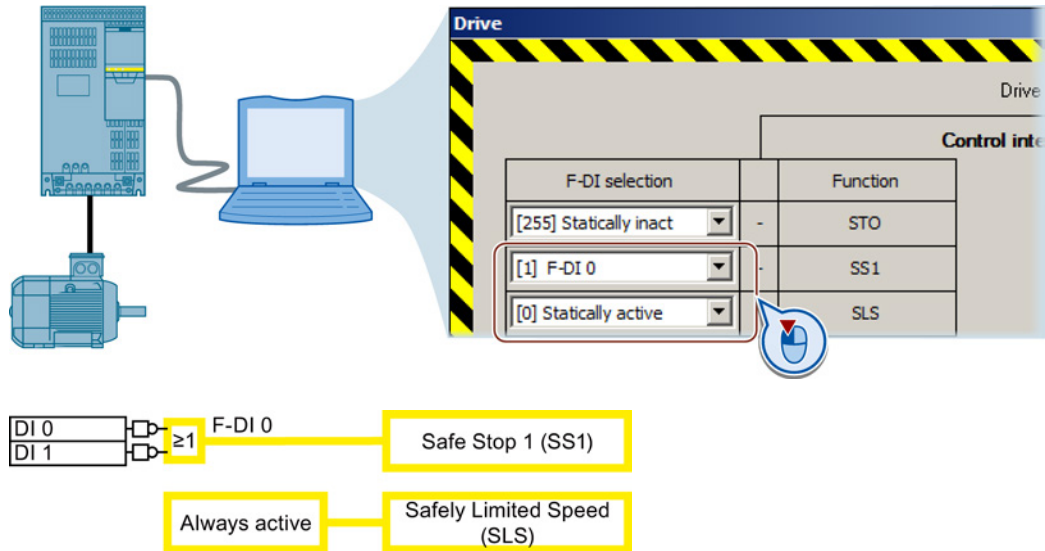 Drive
Drive
Control inte
F-DI selection
Function
[255] Statically inact
-
STO
[1] F-DI 0
-
SS1
[0] Statically active
SLS
DI 0
DI 1
≥1
F-DI 0
Safe Stop 1 (SS1)
Always active
Safely Limited Speed
(SLS)